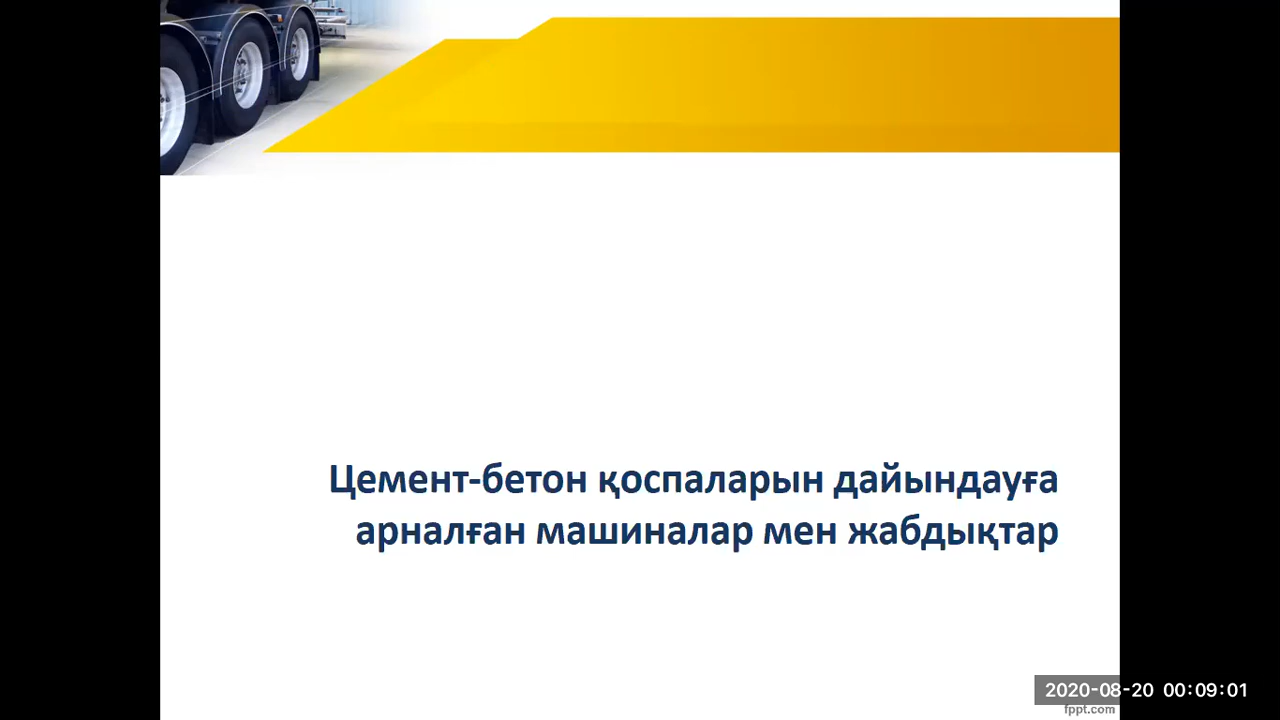 Цемент-бетон қоспаларын дайындауға
арналған машиналар мен жабдықтар
2020-08-20 00:09:01
fppt.com